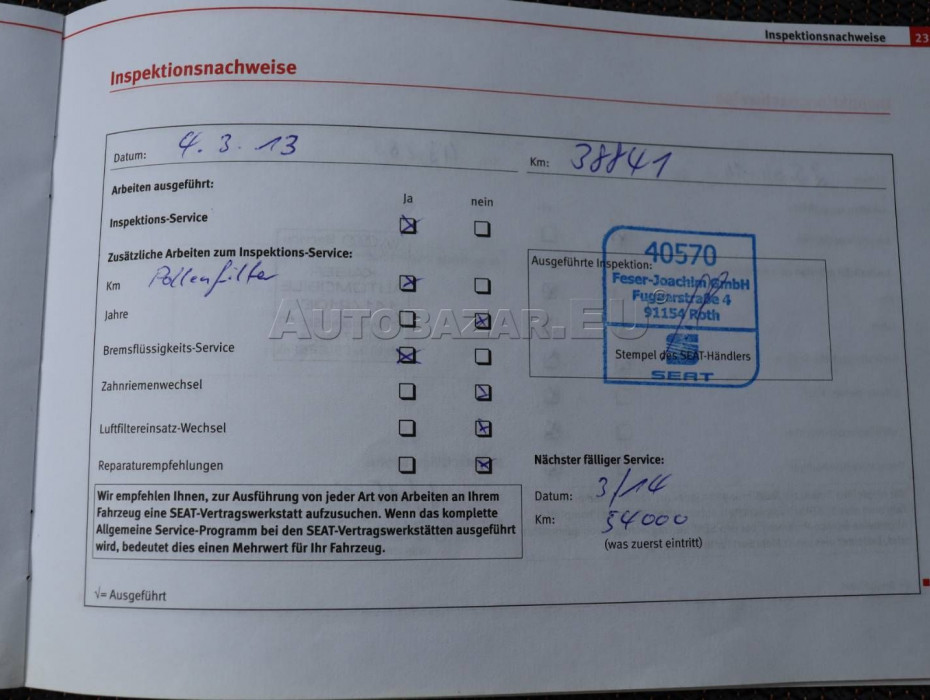 Inspektionsnachweise 23
Inspektionsnachweise
Datum: 4. 3. 13
Km: 38841
Arbeiten ausgeführt:
Ja nein
Inspektions-Service
Zusätzliche Arbeiten zum Inspektions-Service:
Km Pollenfilter
Jahre
Bremsflüssigkeits-Service
Zahnriemenwechsel
Luftfiltereinsatz-Wechsel
Reparaturempfehlungen
Ausgeführte Inspektion:
40570
Feser-Joachim GmbH
Fuggerstraße 4
91154 Roth
Stempel des SEAT-Händlers
SEAT
AUTOBAZAR.EU
Nächster fälliger Service:
Datum: 3/14
Km: 54000
(was zuerst eintritt)
Wir empfehlen Ihnen, zur Ausführung von jeder Art von Arbeiten an Ihrem
Fahrzeug eine SEAT-Vertragswerkstatt aufzusuchen. Wenn das komplette
Allgemeine Service-Programm bei den SEAT-Vertragswerkstätten ausgeführt
wird, bedeutet dies einen Mehrwert für Ihr Fahrzeug.
√= Ausgeführt